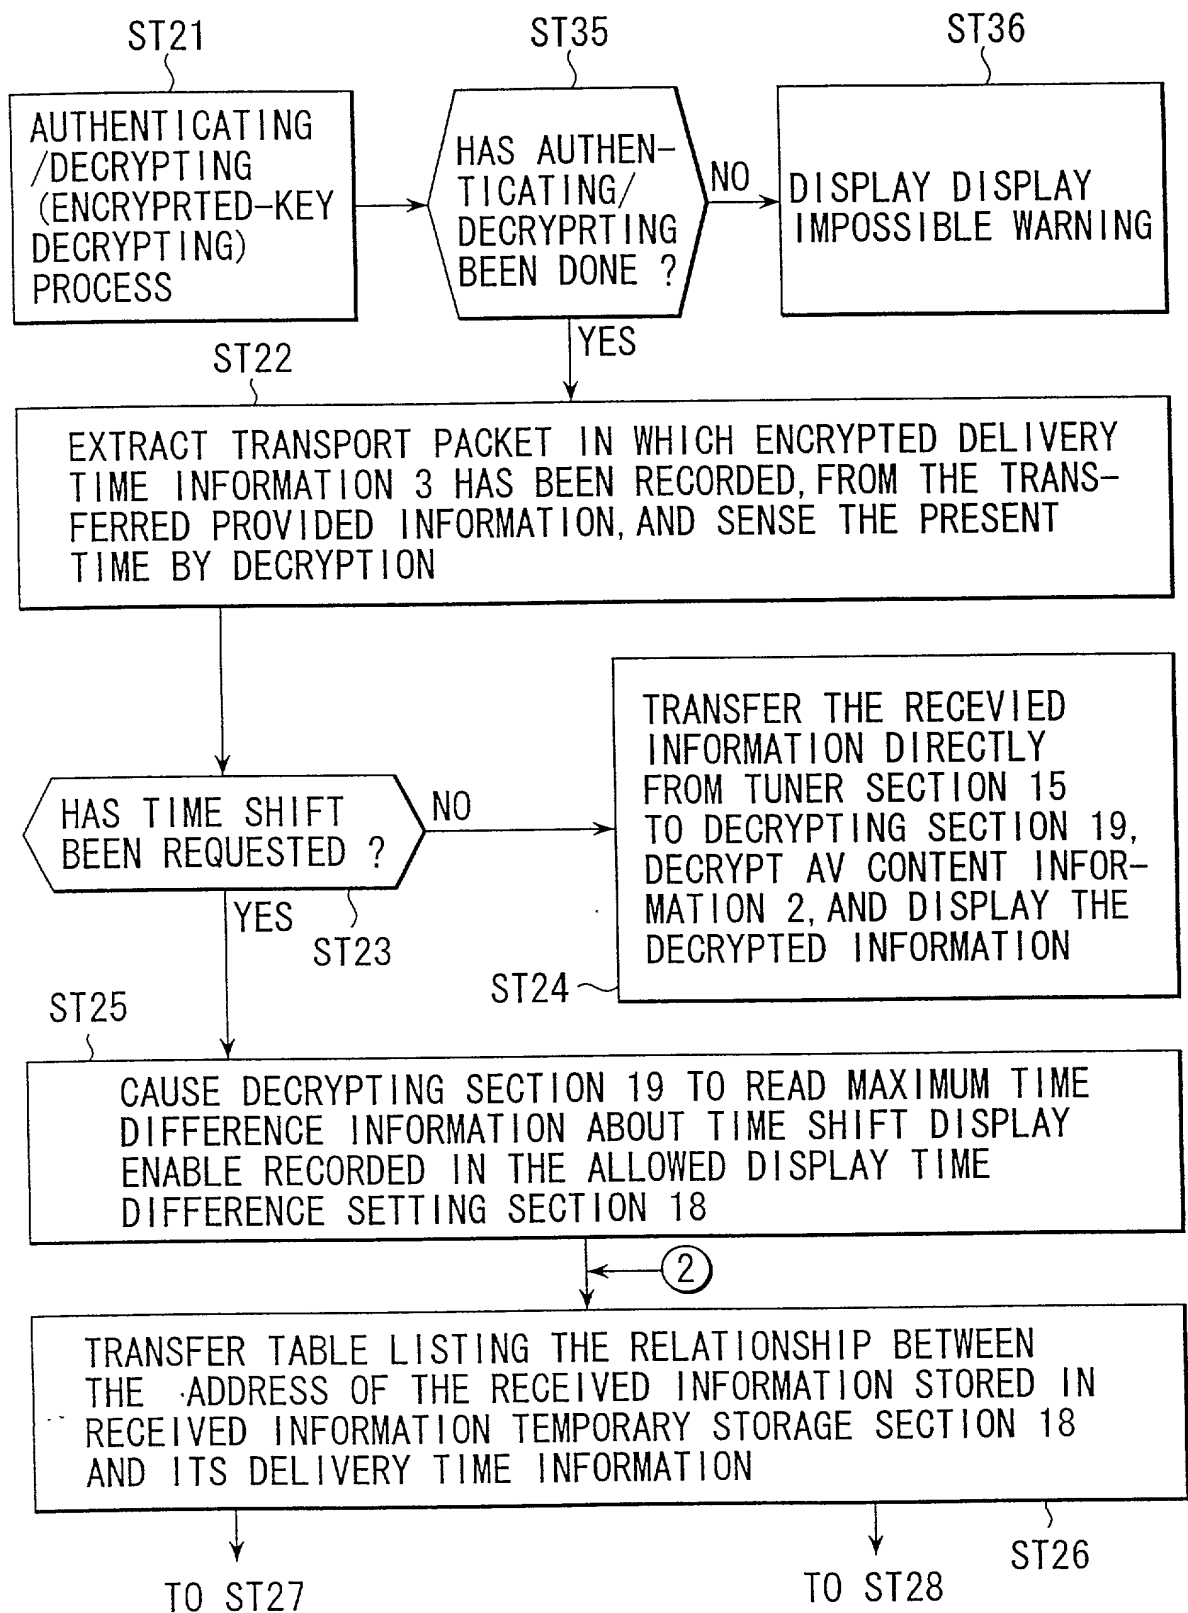 ST21
AUTHENTICATING
/DECRYPTING
(ENCRYPRTED-KEY
DECRYPTING)
PROCESS
ST35
HAS AUTHEN-
TICATING/
DECRYPRTING
BEEN DONE ?
NO
ST36
DISPLAY DISPLAY
IMPOSSIBLE WARNING
YES
ST22
EXTRACT TRANSPORT PACKET IN WHICH ENCRYPTED DELIVERY
TIME INFORMATION 3 HAS BEEN RECORDED, FROM THE TRANS-
FERRED PROVIDED INFORMATION, AND SENSE THE PRESENT
TIME BY DECRYPTION
HAS TIME SHIFT
BEEN REQUESTED ?
NO
YES
ST23
TRANSFER THE RECEVIED
INFORMATION DIRECTLY
FROM TUNER SECTION 15
TO DECRYPTING SECTION 19,
DECRYPT AV CONTENT INFOR-
MATION 2, AND DISPLAY THE
DECRYPTED INFORMATION
ST24
ST25
CAUSE DECRYPTING SECTION 19 TO READ MAXIMUM TIME
DIFFERENCE INFORMATION ABOUT TIME SHIFT DISPLAY
ENABLE RECORDED IN THE ALLOWED DISPLAY TIME
DIFFERENCE SETTING SECTION 18
2
TRANSFER TABLE LISTING THE RELATIONSHIP BETWEEN
THE ADDRESS OF THE RECEIVED INFORMATION STORED IN
RECEIVED INFORMATION TEMPORARY STORAGE SECTION 18
AND ITS DELIVERY TIME INFORMATION
ST26
TO ST27
TO ST28